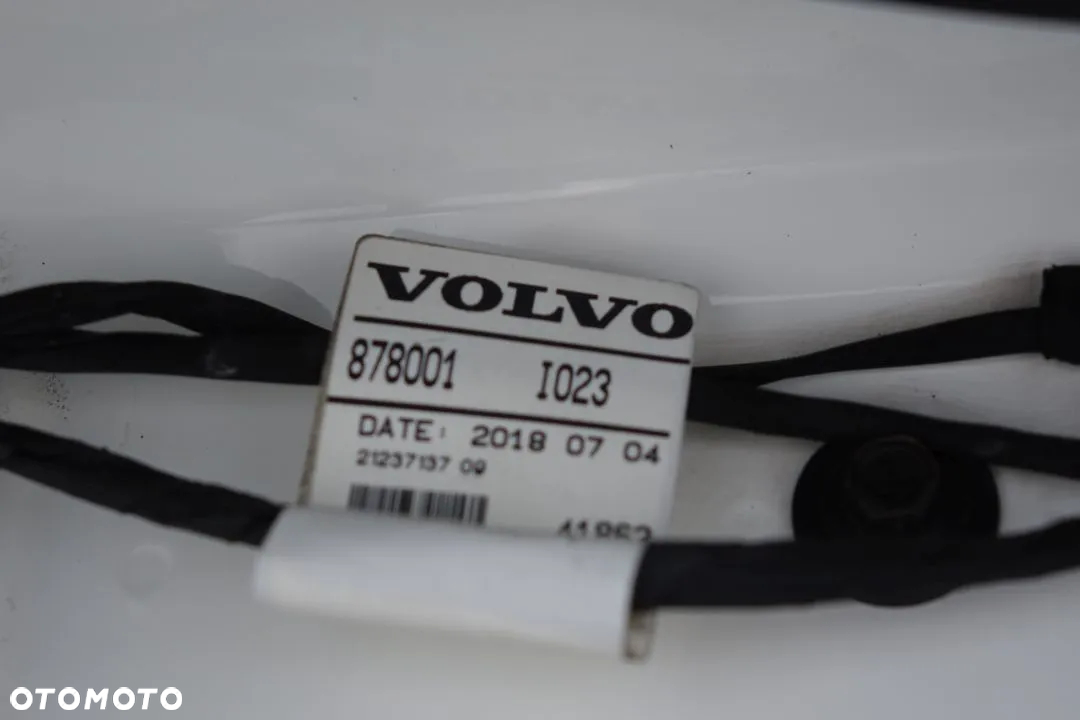 VOLVO
878001 I023
DATE: 2018 07 04
21237137 09
OTOMOTO